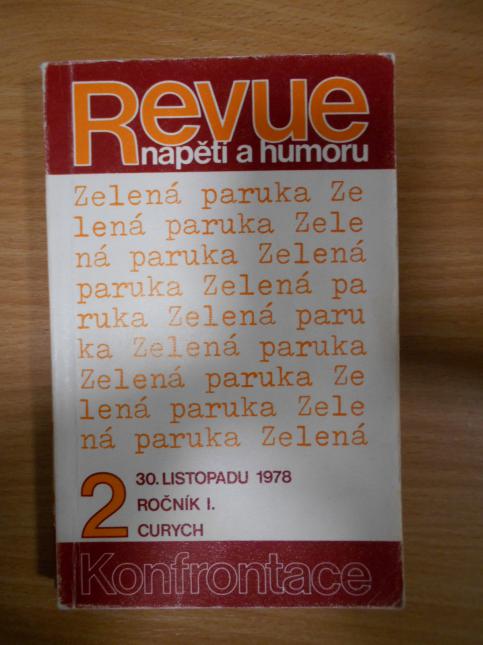 Revue
napětí a humoru
Zelená paruka Ze
lená paruka Zele
ná paruka Zelená
paruka Zelená pa
ruka Zelená paru
ka Zelená paruka
Zelená paruka Ze
lená paruka Zele
ná paruka Zelená
2
30. LISTOPADU 1978
ROČNÍK I.
CURYCH
Konfrontace